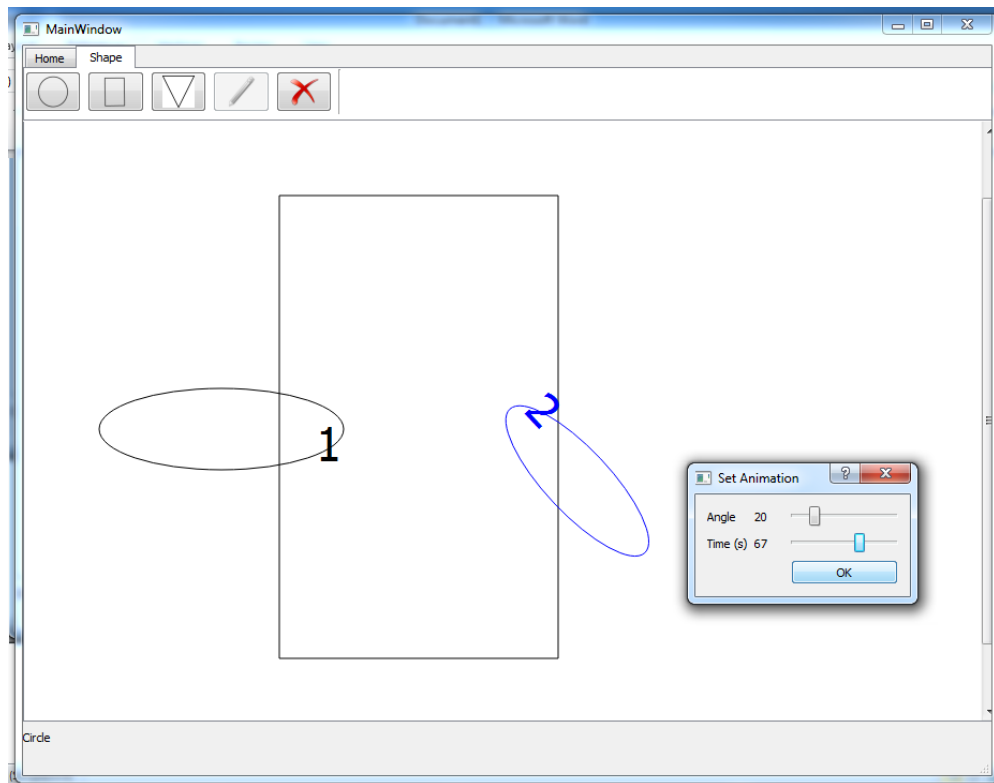 MainWindow
Home Shape
1
2
Set Animation
Angle 20
Time (s) 67
OK
Circle